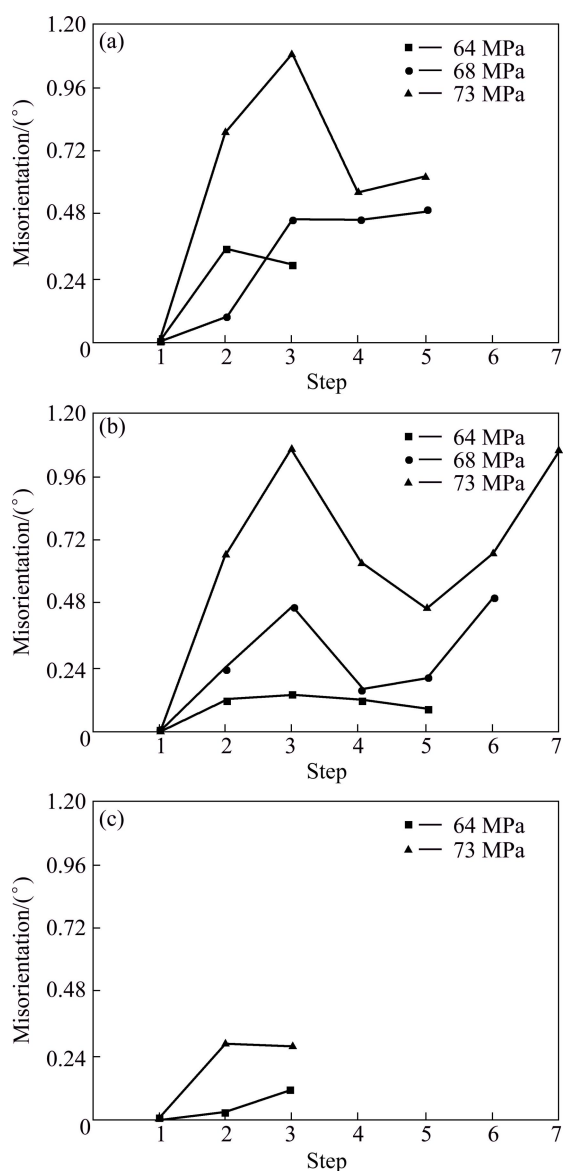 (a)
64 MPa
68 MPa
73 MPa
1.20
0.96
0.72
0.48
0.24
0
Misorientation/(°)
1 2 3 4 5 6 7
Step
(b)
64 MPa
68 MPa
73 MPa
1.20
0.96
0.72
0.48
0.24
0
Misorientation/(°)
1 2 3 4 5 6 7
Step
(c)
64 MPa
73 MPa
1.20
0.96
0.72
0.48
0.24
0
Misorientation/(°)
1 2 3 4 5 6 7
Step